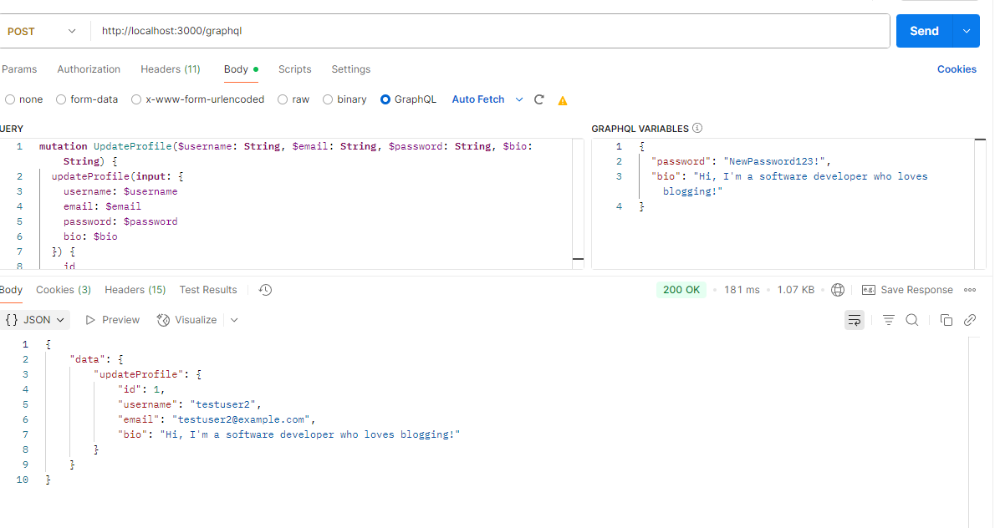 POST http://localhost:3000/graphql Send
Params Authorization Headers (11) Body Scripts Settings Cookies
none form-data x-www-form-urlencoded raw binary GraphQL Auto Fetch
UERY
1 mutation UpdateProfile($username: String, $email: String, $password: String, $bio:
String) {
2 updateProfile(input: {
3 username: $username
4 email: $email
5 password: $password
6 bio: $bio
7 }) {
8 id
GRAPHQL VARIABLES
1 {
2 "password": "NewPassword123!",
3 "bio": "Hi, I'm a software developer who loves
blogging!"
4 }
Body Cookies (3) Headers (15) Test Results 200 OK • 181 ms • 1.07 KB • e.g. Save Response
{} JSON Preview Visualize
1 {
2 "data": {
3 "updateProfile": {
4 "id": 1,
5 "username": "testuser2",
6 "email": "testuser2@example.com",
7 "bio": "Hi, I'm a software developer who loves blogging!"
8 }
9 }
10 }